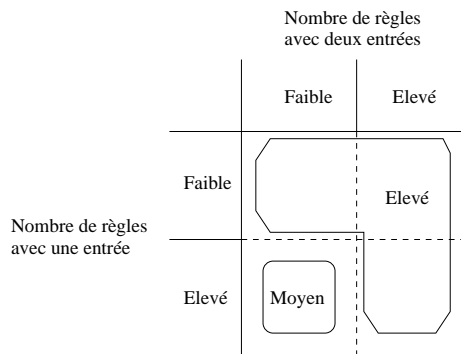 Nombre de règles
avec deux entrées
Faible
Elevé
Faible
Elevé
Nombre de règles
avec une entrée
Elevé
Moyen